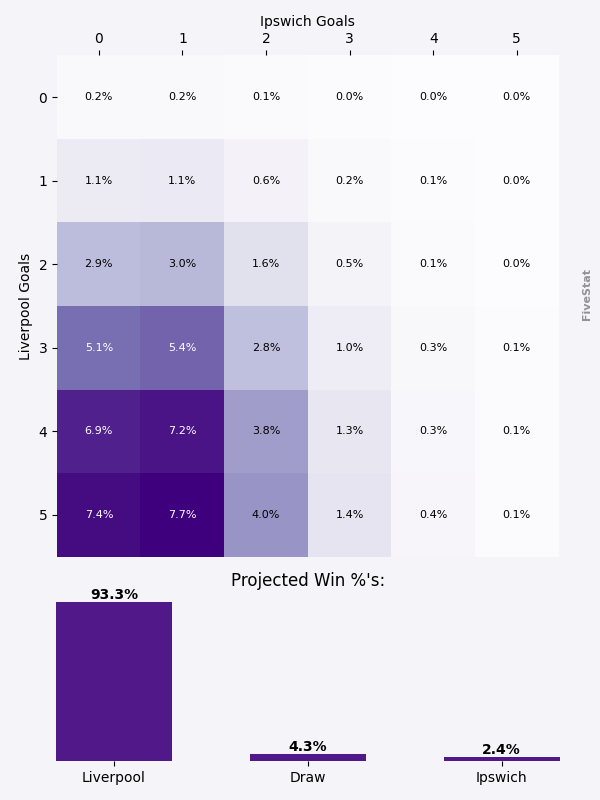 Ipswich Goals
0 1 2 3 4 5
0 0.2% 0.2% 0.1% 0.0% 0.0% 0.0%
1 1.1% 1.1% 0.6% 0.2% 0.1% 0.0%
2 2.9% 3.0% 1.6% 0.5% 0.1% 0.0%
3 5.1% 5.4% 2.8% 1.0% 0.3% 0.1%
4 6.9% 7.2% 3.8% 1.3% 0.3% 0.1%
5 7.4% 7.7% 4.0% 1.4% 0.4% 0.1%
Liverpool Goals
FiveStat
Projected Win %'s:
93.3% 4.3% 2.4%
Liverpool Draw Ipswich